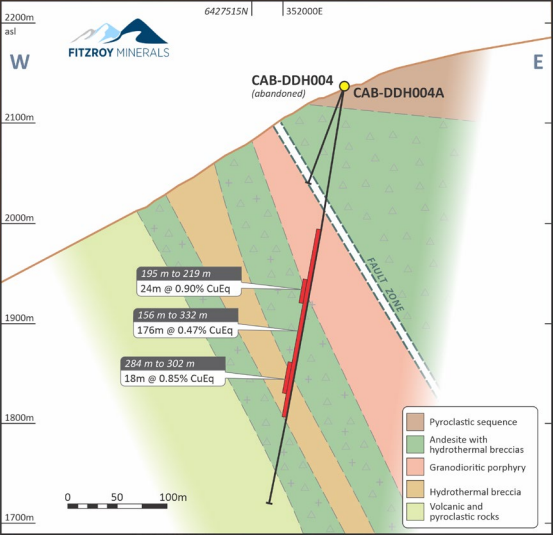 6427515N
352000E
2200m
asl
W
E
FITZROY MINERALS
CAB-DDH004
(abandoned)
CAB-DDH004A
2100m
2000m
FAULT ZONE
195 m to 219 m
24m @ 0.90% CuEq
1900m
156 m to 332 m
176m @ 0.47% CuEq
284 m to 302 m
18m @ 0.85% CuEq
1800m
Pyroclastic sequence
Andesite with
hydrothermal breccias
Granodioritic porphyry
Hydrothermal breccia
Volcanic and
pyroclastic rocks
0 50 100m
1700m